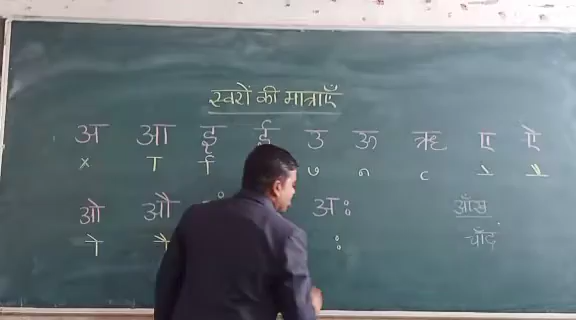 स्वरों की मात्राएँ
अ आ इ ई उ ऊ ऋ ए ऐ
x ा ि ु ू ृ े ै
ओ औ अः आँख
ो ौ ः चाँद